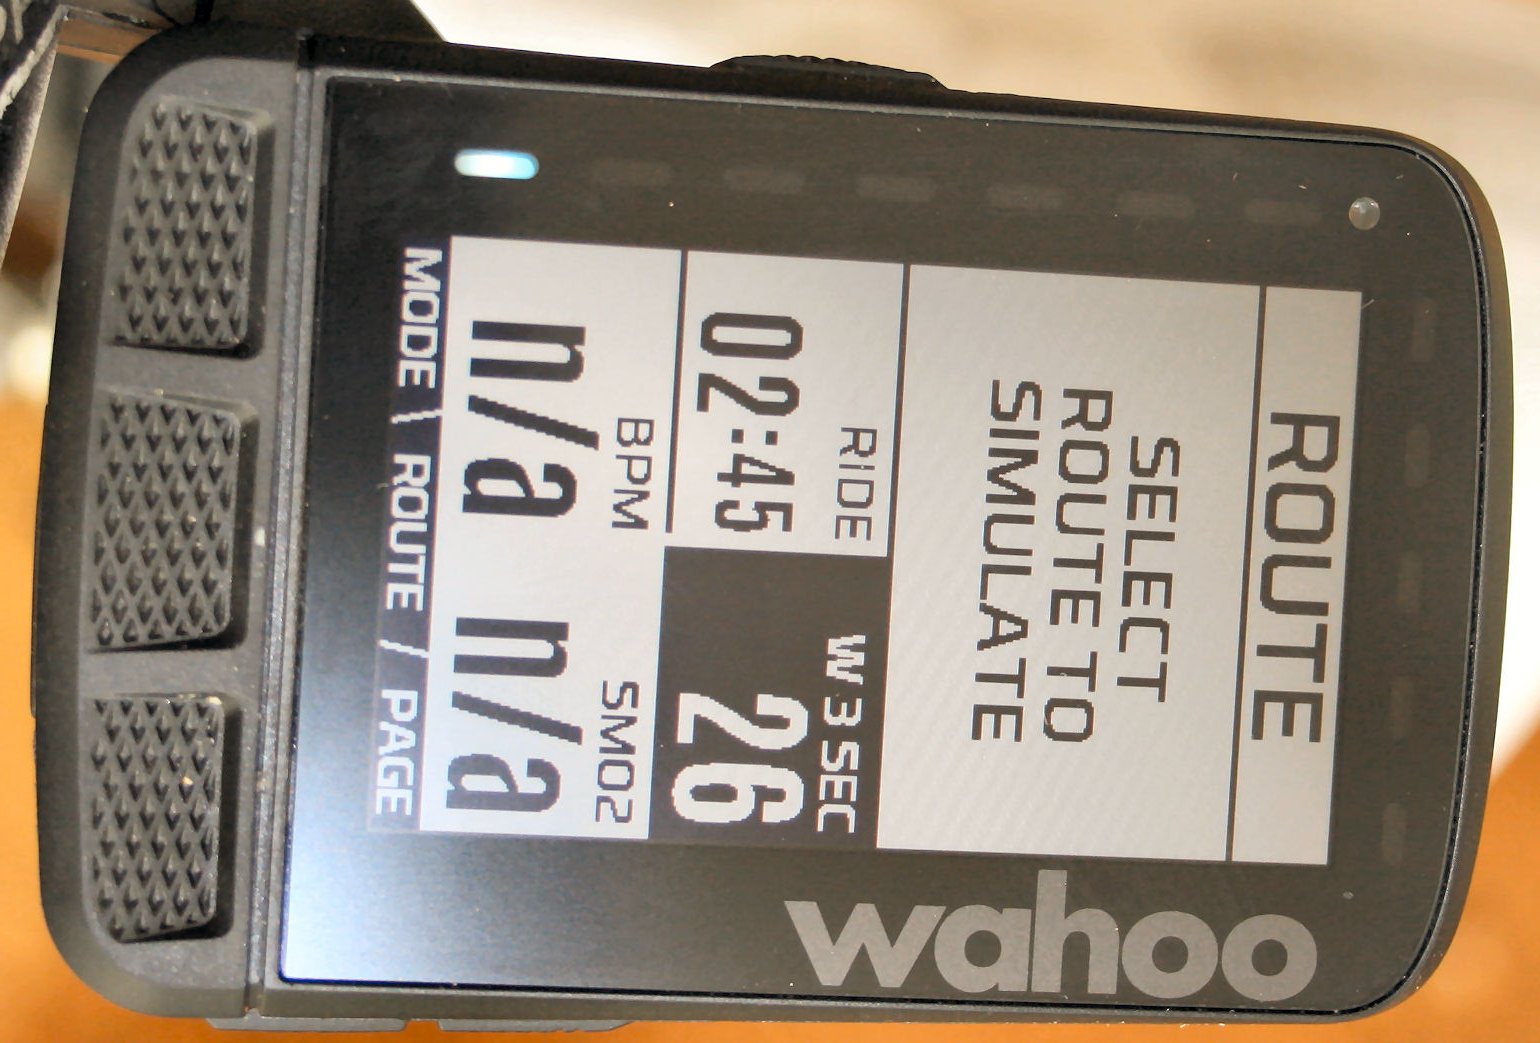 ROUTE
SELECT
ROUTE TO
SIMULATE
RIDE
02:45
W 3 SEC
26
BPM
n/a
SMO2
n/a
MODE \ ROUTE / PAGE
wahoo